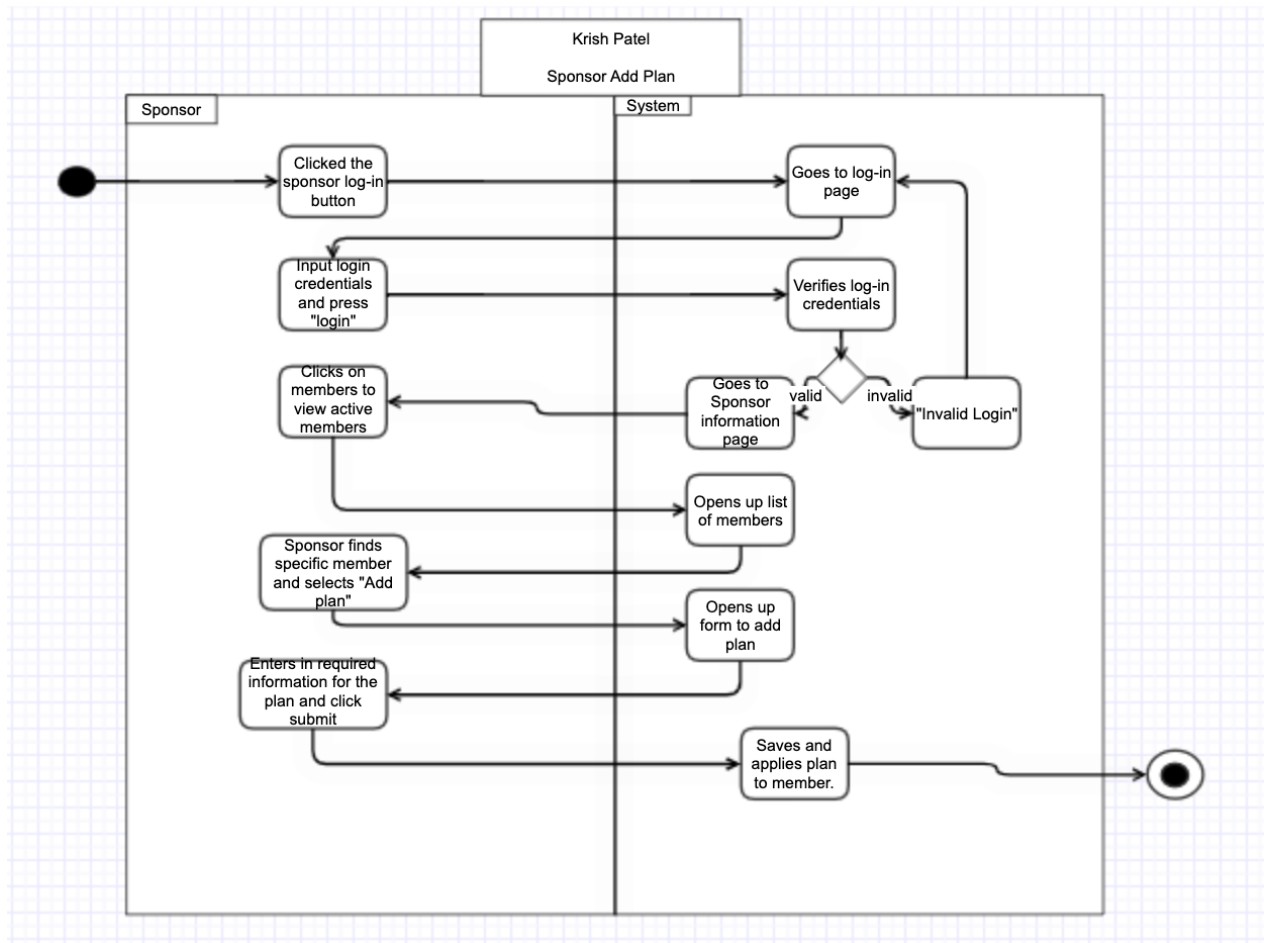 Krish Patel
Sponsor Add Plan
Sponsor
System
Clicked the
sponsor log-in
button
Goes to log-in
page
Input login
credentials
and press
"login"
Verifies log-in
credentials
Clicks on
members to
view active
members
Goes to
Sponsor
information
page
valid
invalid
"Invalid Login"
Opens up list
of members
Sponsor finds
specific member
and selects "Add
plan"
Opens up
form to add
plan
Enters in required
information for the
plan and click
submit
Saves and
applies plan
to member.